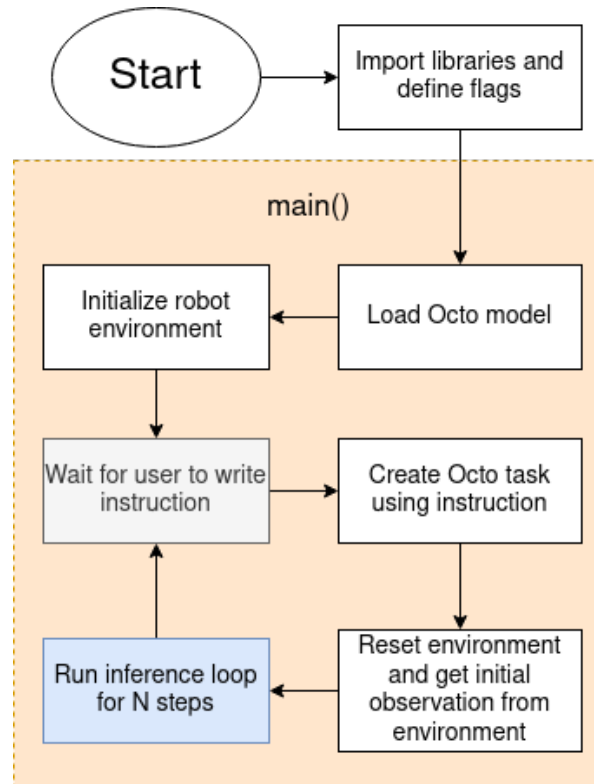 Start
Import libraries and
define flags
main()
Initialize robot
environment
Load Octo model
Wait for user to write
instruction
Create Octo task
using instruction
Run inference loop
for N steps
Reset environment
and get initial
observation from
environment